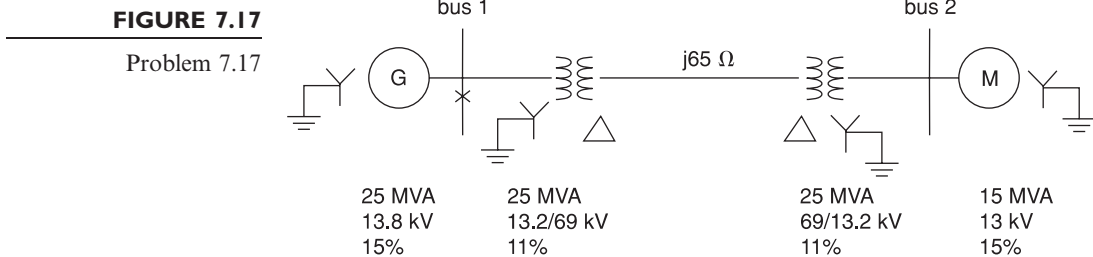 FIGURE 7.17
Problem 7.17
bus 1
bus 2
G
j65 Ω
M
25 MVA
13.8 kV
15%
25 MVA
13.2/69 kV
11%
25 MVA
69/13.2 kV
11%
15 MVA
13 kV
15%